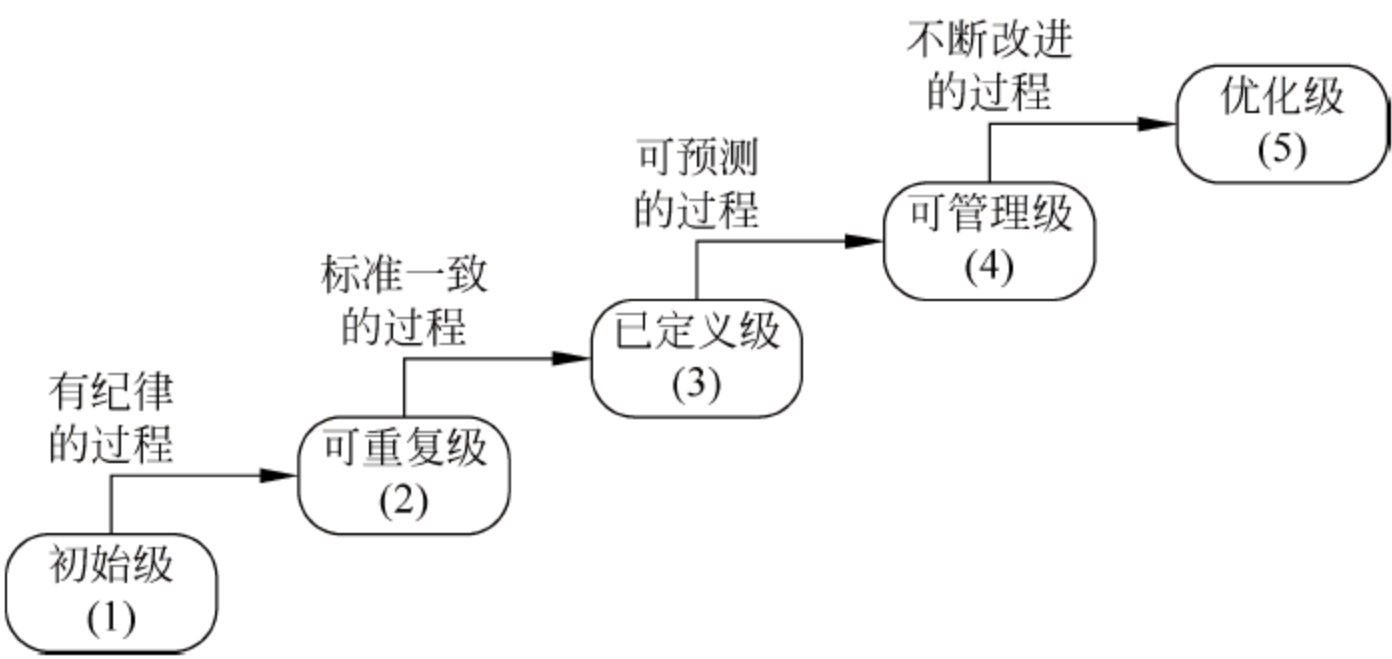 不断改进
的过程
优化级
(5)
可预测
的过程
可管理级
(4)
标准一致
的过程
已定义级
(3)
有纪律
的过程
可重复级
(2)
初始级
(1)